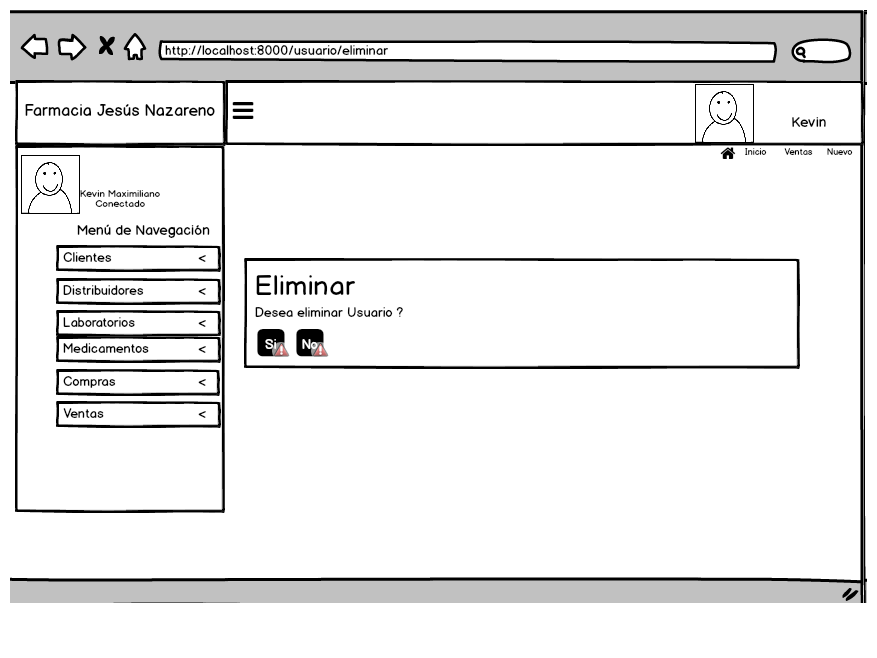 http://localhost:8000/usuario/eliminar
Farmacia Jesús Nazareno
Kevin
Inicio Ventas Nuevo
Kevin Maximiliano
Conectado
Menú de Navegación
Clientes <
Distribuidores <
Laboratorios <
Medicamentos <
Compras <
Ventas <
Eliminar
Desea eliminar Usuario ?
Si No